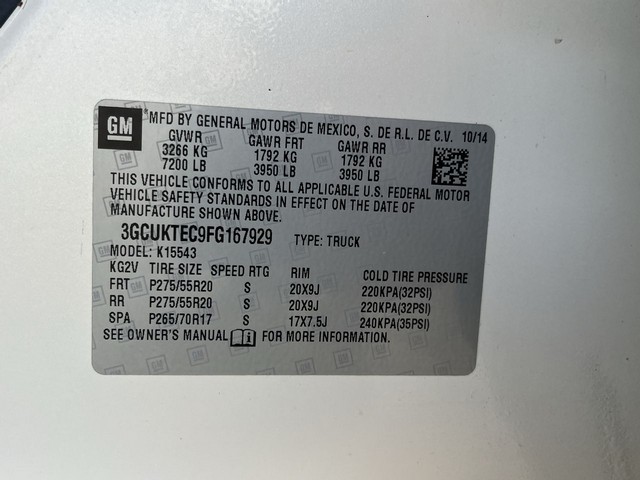 GM
MFD BY GENERAL MOTORS DE MEXICO, S. DE R.L. DE C.V. 10/14
GVWR GAWR FRT GAWR RR
3266 KG 1792 KG 1792 KG
7200 LB 3950 LB 3950 LB
THIS VEHICLE CONFORMS TO ALL APPLICABLE U.S. FEDERAL MOTOR
VEHICLE SAFETY STANDARDS IN EFFECT ON THE DATE OF
MANUFACTURE SHOWN ABOVE.
3GCUKTEC9FG167929 TYPE: TRUCK
MODEL: K15543
KG2V TIRE SIZE SPEED RTG RIM COLD TIRE PRESSURE
FRT P275/55R20 S 20X9J 220KPA(32PSI)
RR P275/55R20 S 20X9J 220KPA(32PSI)
SPA P265/70R17 S 17X7.5J 240KPA(35PSI)
SEE OWNER'S MANUAL FOR MORE INFORMATION.